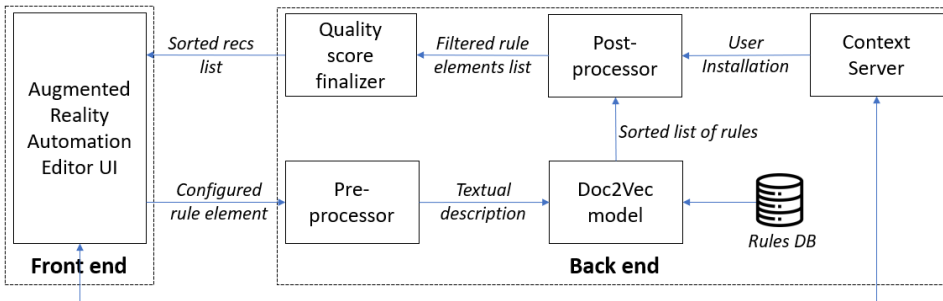 Augmented
Reality
Automation
Editor UI
Sorted recs
list
Quality
score
finalizer
Filtered rule
elements list
Post-
processor
User
Installation
Context
Server
Sorted list of rules
Configured
rule element
Pre-
processor
Textual
description
Doc2Vec
model
Rules DB
Front end
Back end